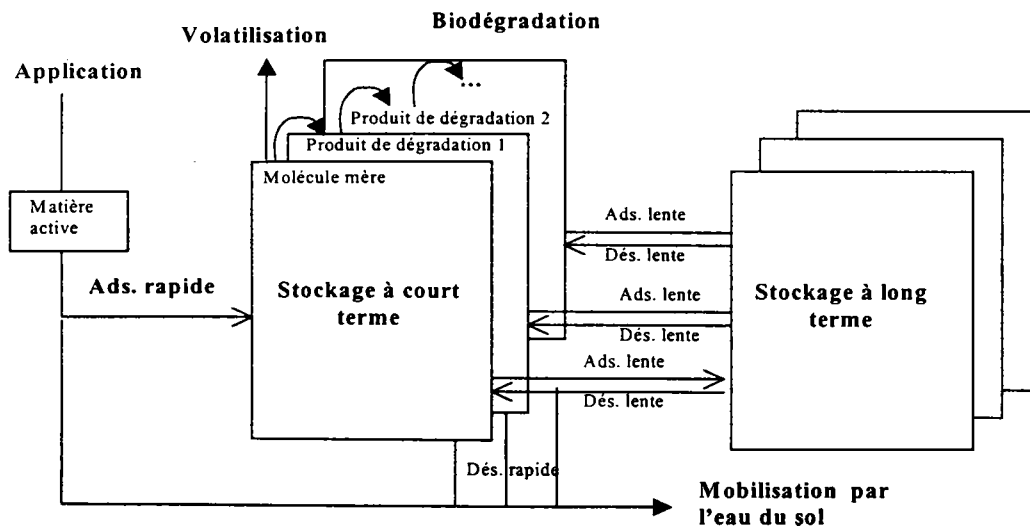 Biodégradation
Volatilisation
Application
...
Produit de dégradation 2
Produit de dégradation 1
Molécule mère
Matière
active
Ads. rapide
Stockage à court
terme
Ads. lente
Dés. lente
Ads. lente
Dés. lente
Ads. lente
Dés. lente
Stockage à long
terme
Dés. rapide
Mobilisation par
l'eau du sol